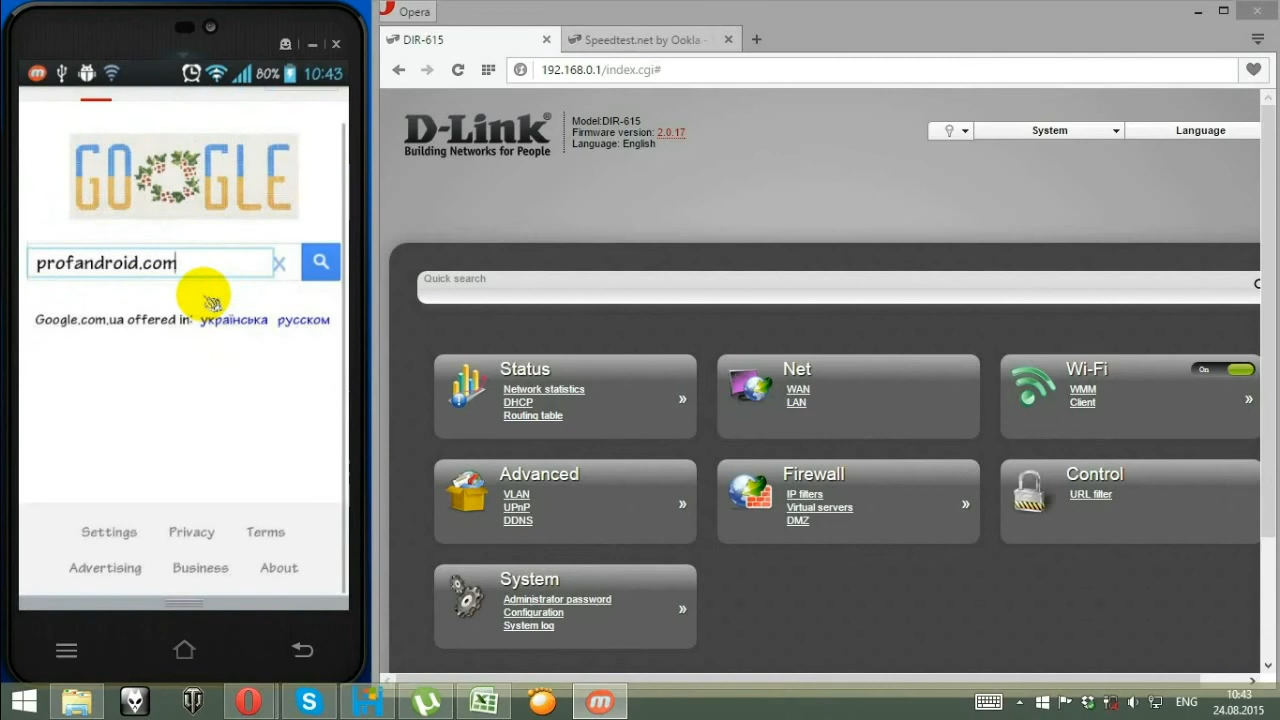 80% 10:43
GOOGLE
profandroid.com
Google.com.ua offered in: українська русском
Settings Privacy Terms
Advertising Business About
Opera
DIR-615
Speedtest.net by Ookla -
192.168.0.1/index.cgi#
D-Link
Building Networks for People
Model:DIR-615
Firmware version: 2.0.17
Language: English
System
Language
Quick search
Status
Network statistics
DHCP
Routing table
Net
WAN
LAN
Wi-Fi
On
WMM
Client
Advanced
VLAN
UPnP
DDNS
Firewall
IP filters
Virtual servers
DMZ
Control
URL filter
System
Administrator password
Configuration
System log
ENG
10:43
24.08.2015